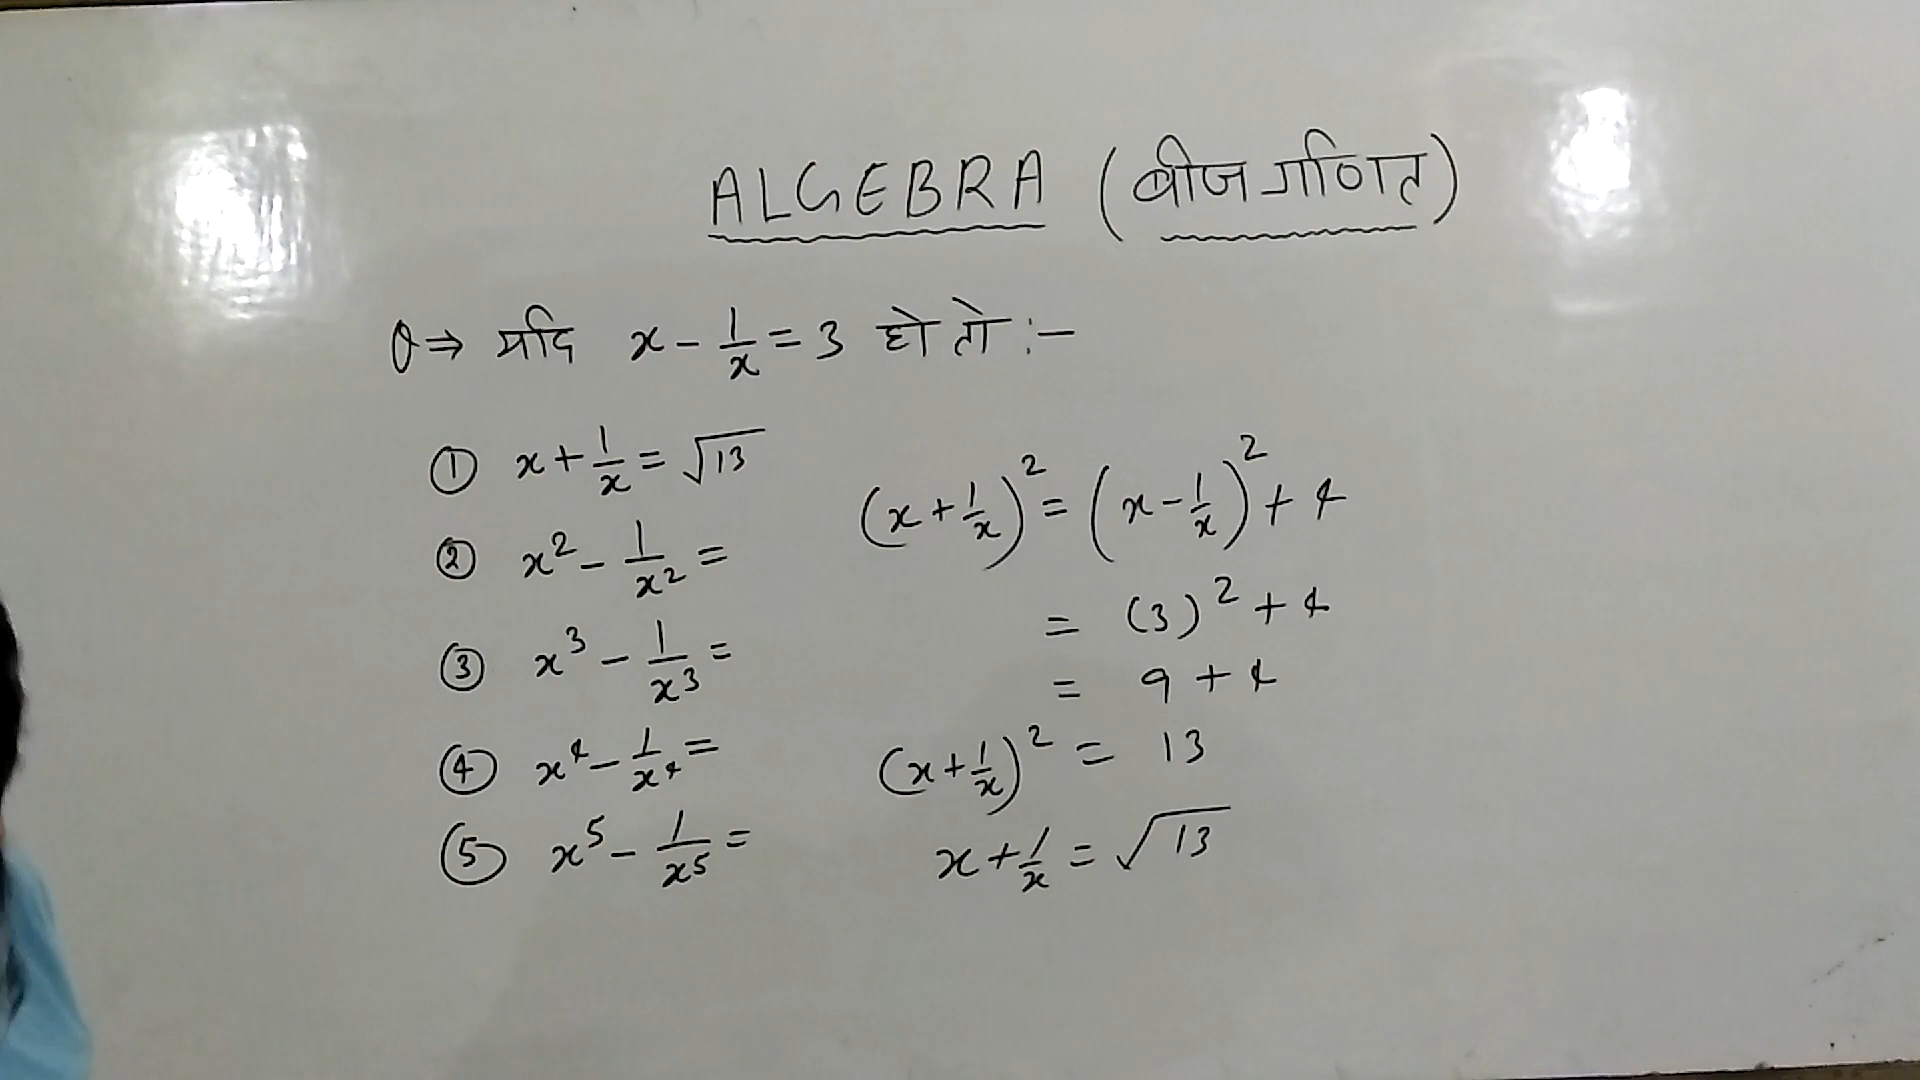 ALGEBRA (बीजगणित)
Q⇒ यदि x - 1/x = 3 हो तो :-
① x + 1/x = √13
② x² - 1/x² =
③ x³ - 1/x³ =
④ x⁴ - 1/x⁴ =
⑤ x⁵ - 1/x⁵ =
(x + 1/x)² = (x - 1/x)² + 4
= (3)² + 4
= 9 + 4
(x + 1/x)² = 13
x + 1/x = √13